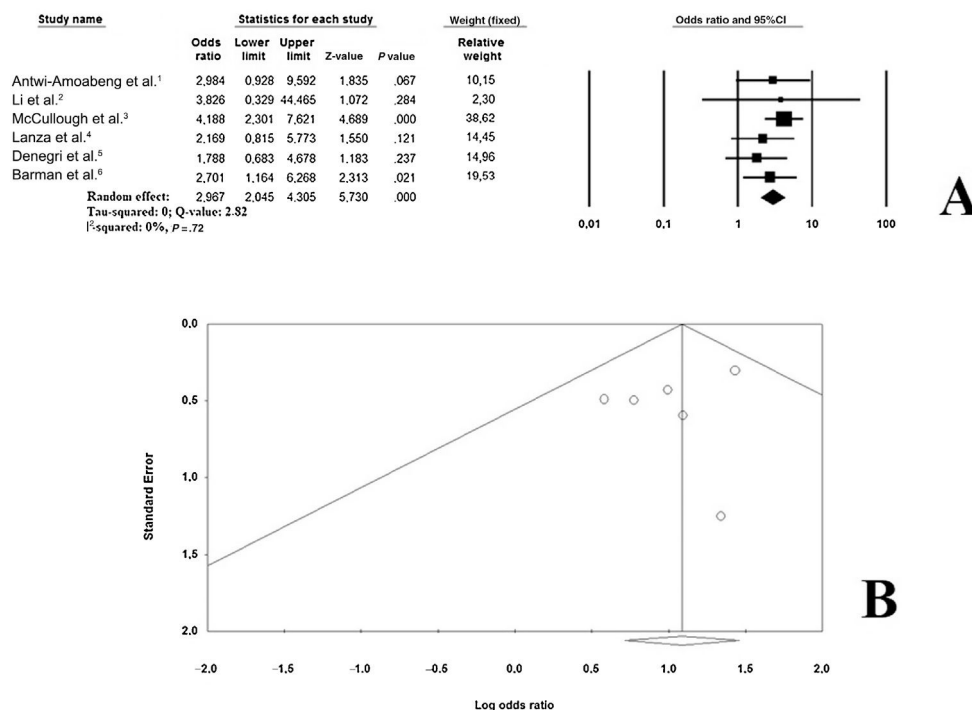 Study name Statistics for each study Weight (fixed) Odds ratio and 95%CI
Odds ratio Lower limit Upper limit Z-value P value Relative weight
Antwi-Amoabeng et al.¹ 2,984 0,928 9,592 1,835 .067 10,15
Li et al.² 3,826 0,329 44,465 1,072 .284 2,30
McCullough et al.³ 4,188 2,301 7,621 4,689 .000 38,62
Lanza et al.⁴ 2,169 0,815 5,773 1,550 .121 14,45
Denegri et al.⁵ 1,788 0,683 4,678 1,183 .237 14,96
Barman et al.⁶ 2,701 1,164 6,268 2,313 .021 19,53
Random effect: 2,967 2,045 4,305 5,730 .000
Tau-squared: 0; Q-value: 2.82
I²-squared: 0%, P = .72
0,01 0,1 1 10 100
A
0.0
0.5
1.0
1,5
2.0
Standard Error
−2.0 −1.5 −1.0 −0.5 0.0 0.5 1.0 1.5 2.0
Log odds ratio
B